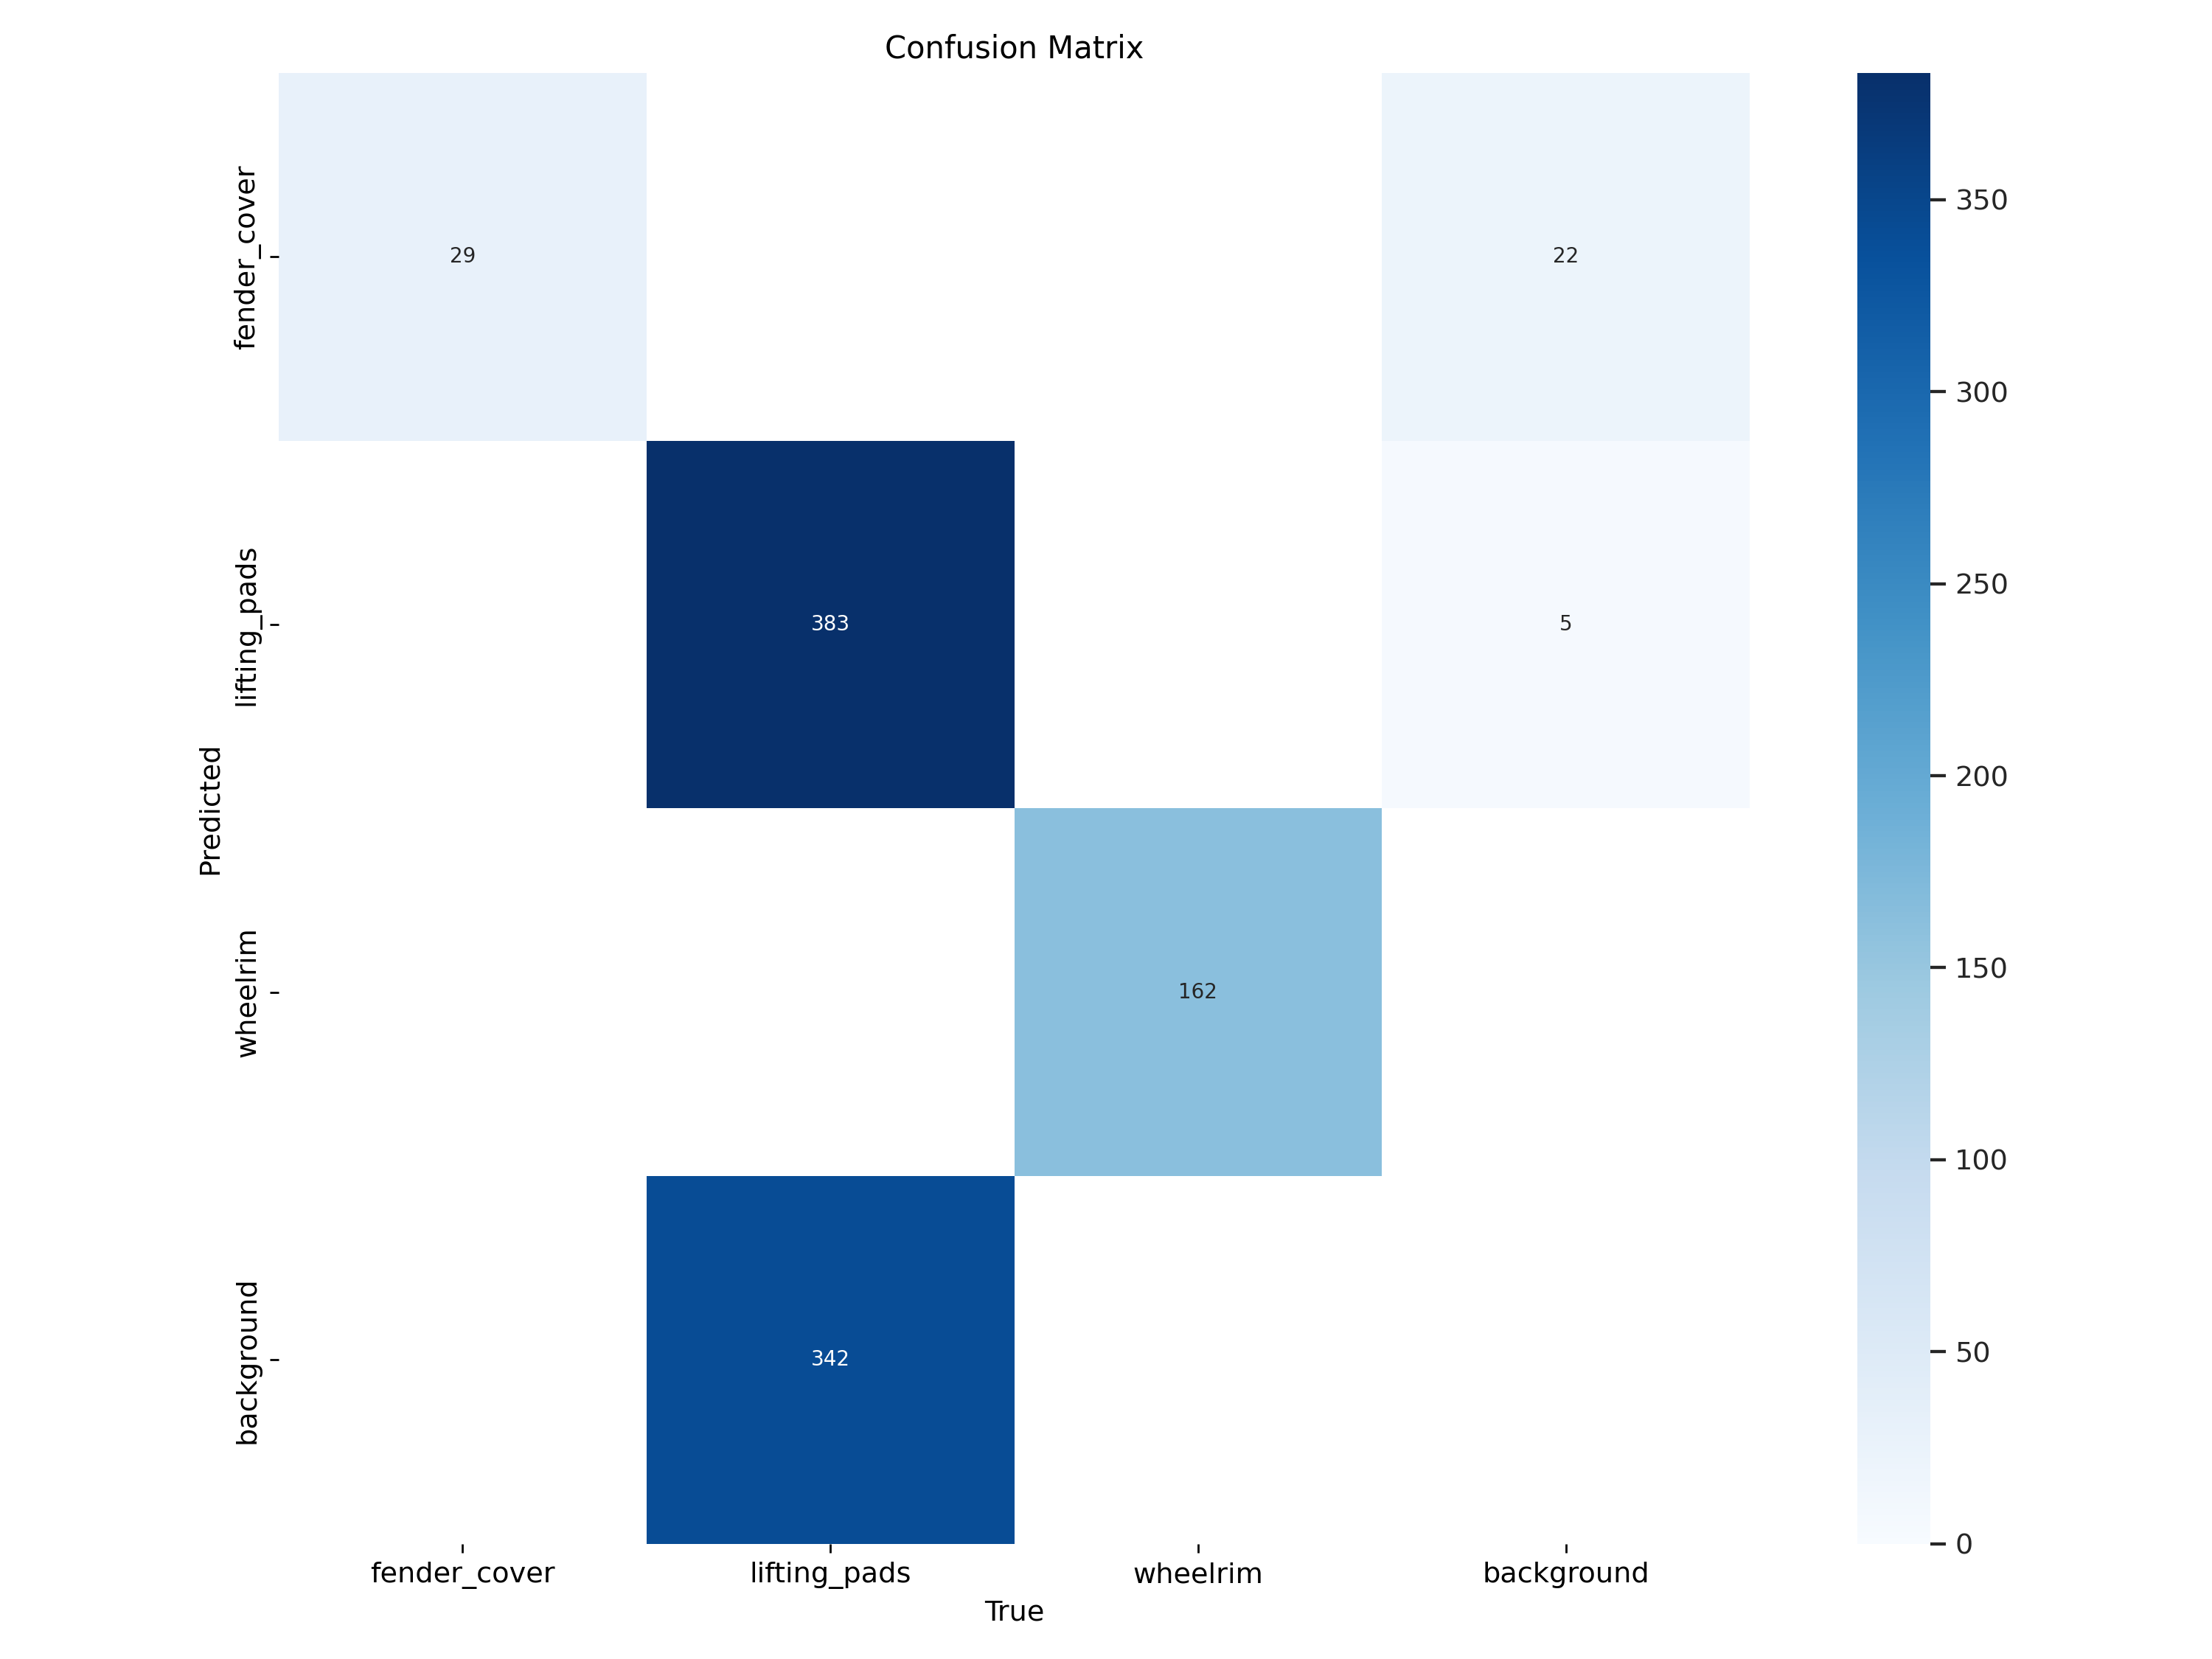 Confusion Matrix
fender_cover
29
22
lifting_pads
383
5
wheelrim
162
background
342
Predicted
fender_cover
lifting_pads
wheelrim
background
True
350
300
250
200
150
100
50
0